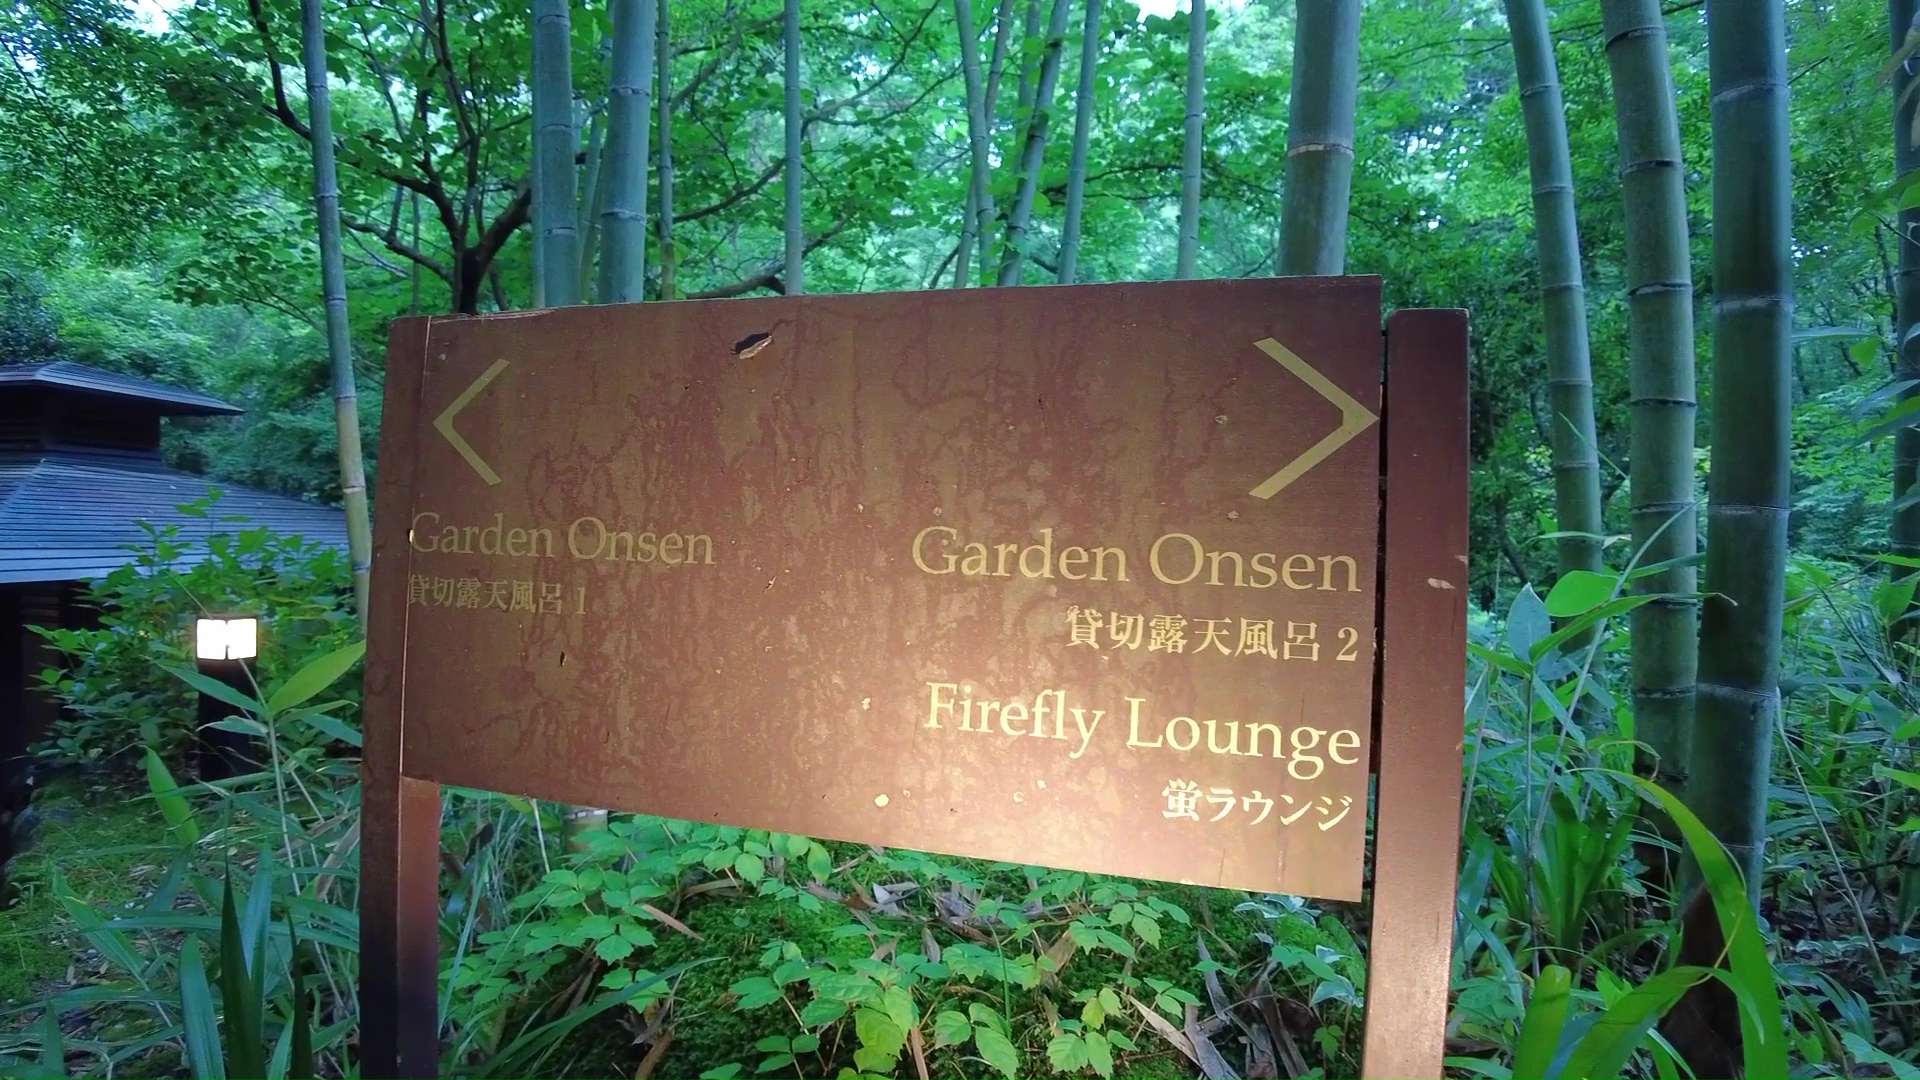 Garden Onsen
貸切露天風呂 1
Garden Onsen
貸切露天風呂 2
Firefly Lounge
蛍ラウンジ